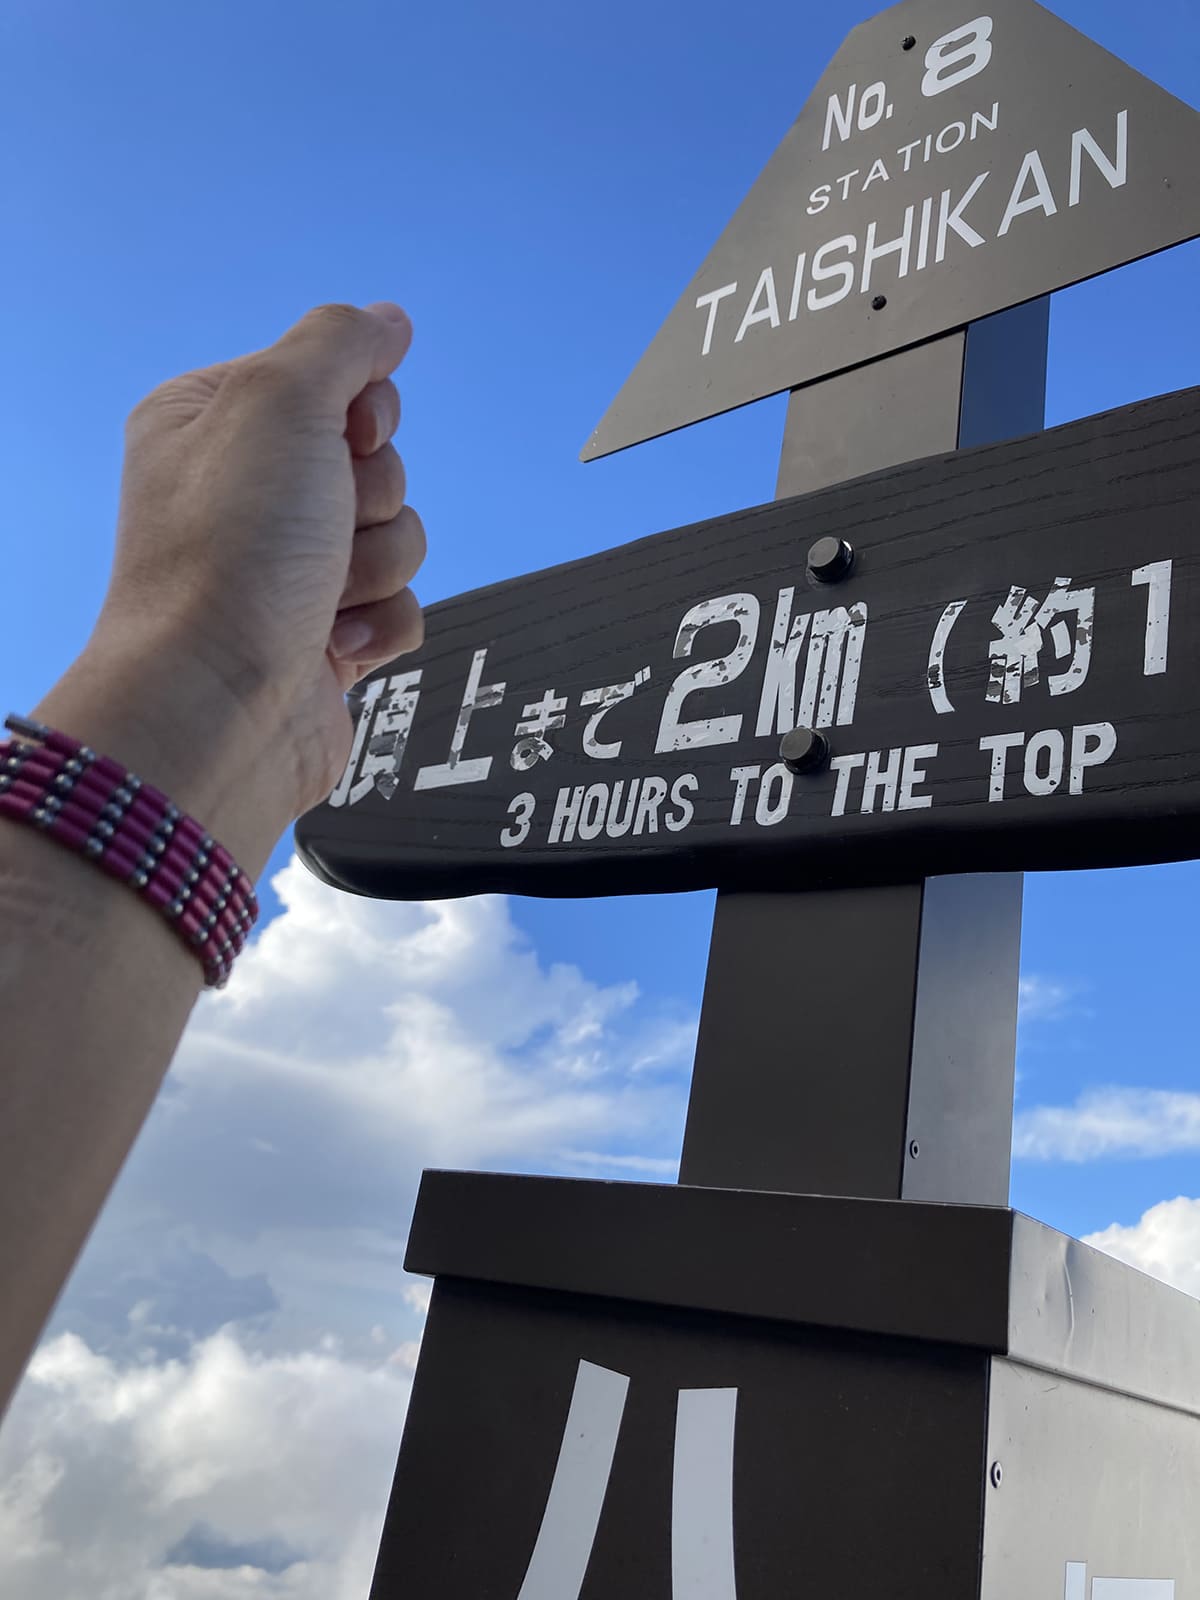 No. 8
STATION
TAISHIKAN
頂上まで2km (約1
3 HOURS TO THE TOP
八